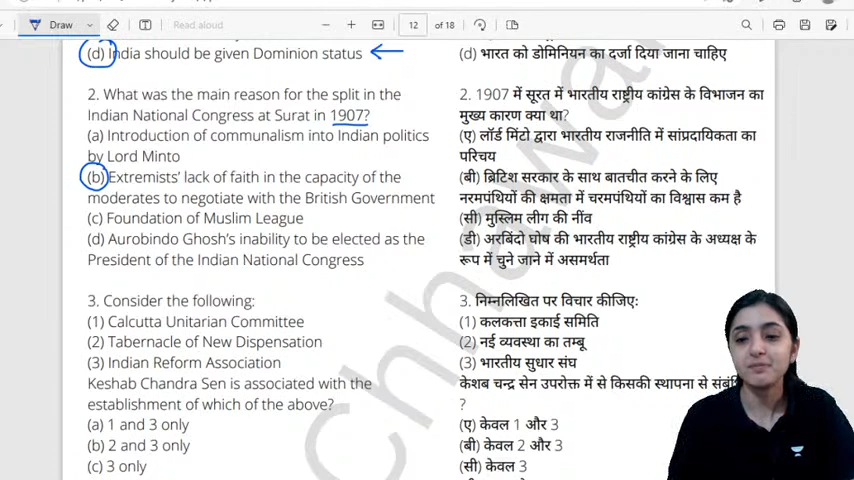 Draw
Read aloud
12
of 18
(d) India should be given Dominion status
2. What was the main reason for the split in the
Indian National Congress at Surat in 1907?
(a) Introduction of communalism into Indian politics
by Lord Minto
(b) Extremists' lack of faith in the capacity of the
moderates to negotiate with the British Government
(c) Foundation of Muslim League
(d) Aurobindo Ghosh's inability to be elected as the
President of the Indian National Congress
3. Consider the following:
(1) Calcutta Unitarian Committee
(2) Tabernacle of New Dispensation
(3) Indian Reform Association
Keshab Chandra Sen is associated with the
establishment of which of the above?
(a) 1 and 3 only
(b) 2 and 3 only
(c) 3 only
(d) भारत को डोमिनियन का दर्जा दिया जाना चाहिए
2. 1907 में सूरत में भारतीय राष्ट्रीय कांग्रेस के विभाजन का
मुख्य कारण क्या था?
(ए) लॉर्ड मिंटो द्वारा भारतीय राजनीति में सांप्रदायिकता का
परिचय
(बी) ब्रिटिश सरकार के साथ बातचीत करने के लिए
नरमपंथियों की क्षमता में चरमपंथियों का विश्वास कम है
(सी) मुस्लिम लीग की नींव
(डी) अरबिंदो घोष की भारतीय राष्ट्रीय कांग्रेस के अध्यक्ष के
रूप में चुने जाने में असमर्थता
3. निम्नलिखित पर विचार कीजिए:
(1) कलकत्ता इकाई समिति
(2) नई व्यवस्था का तम्बू
(3) भारतीय सुधार संघ
केशब चन्द्र सेन उपरोक्त में से किसकी स्थापना से
?
(ए) केवल 1 और 3
(बी) केवल 2 और 3
(सी) केवल 3